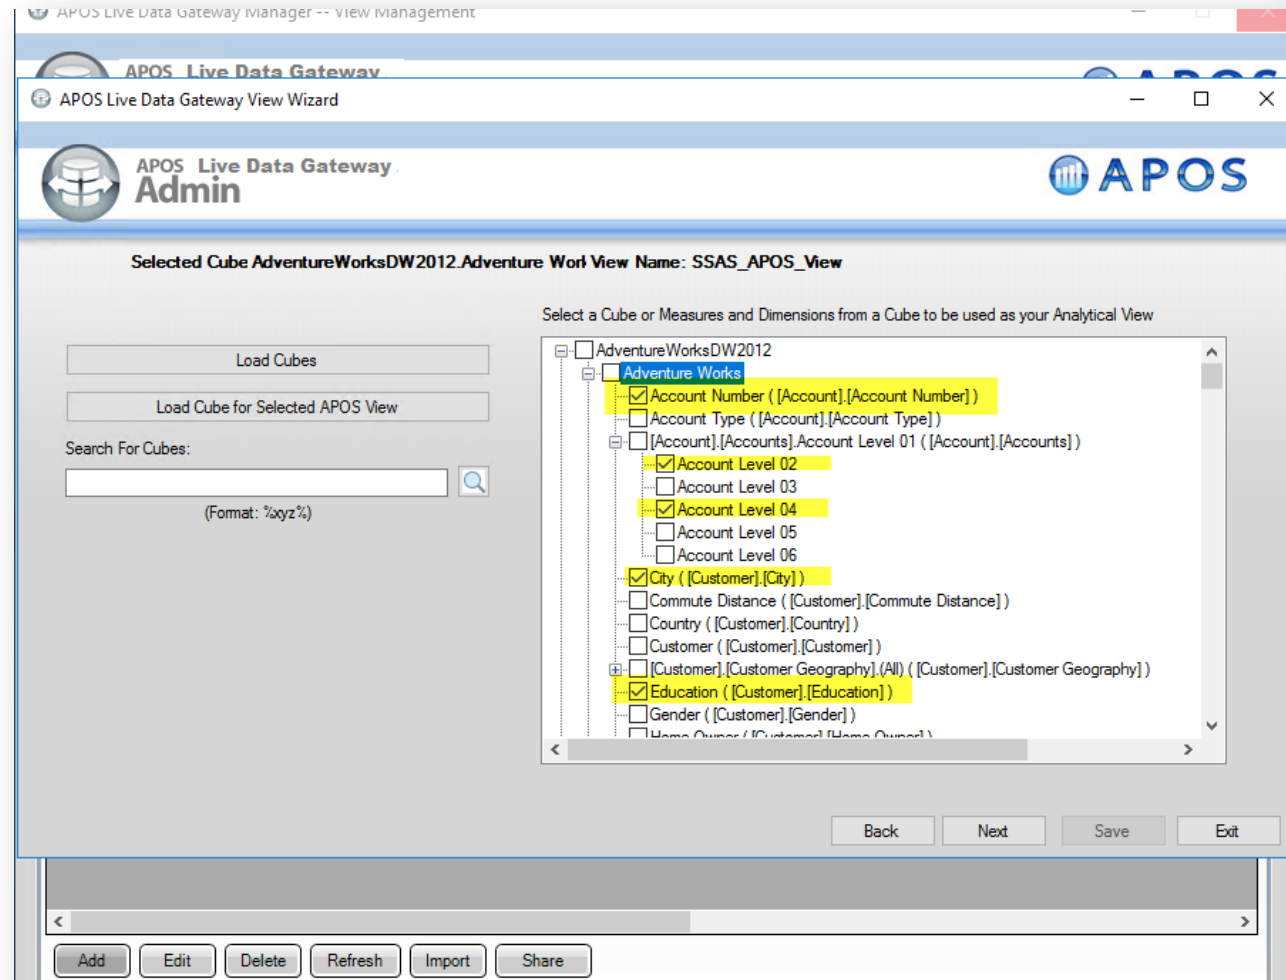 APOS Live Data Gateway Manager -- View Management
APOS Live Data Gateway
APOS
APOS Live Data Gateway View Wizard
APOS Live Data Gateway
Admin
APOS
Selected Cube AdventureWorksDW2012.Adventure Worl View Name: SSAS_APOS_View
Select a Cube or Measures and Dimensions from a Cube to be used as your Analytical View
Load Cubes
Load Cube for Selected APOS View
Search For Cubes:
(Format: %xyz%)
AdventureWorksDW2012
Adventure Works
Account Number ( [Account].[Account Number] )
Account Type ( [Account].[Account Type] )
[Account].[Accounts].Account Level 01 ( [Account].[Accounts] )
Account Level 02
Account Level 03
Account Level 04
Account Level 05
Account Level 06
City ( [Customer].[City] )
Commute Distance ( [Customer].[Commute Distance] )
Country ( [Customer].[Country] )
Customer ( [Customer].[Customer] )
[Customer].[Customer Geography].(All) ( [Customer].[Customer Geography] )
Education ( [Customer].[Education] )
Gender ( [Customer].[Gender] )
Home Owner ( [Customer].[Home Owner] )
Back Next Save Exit
Add Edit Delete Refresh Import Share